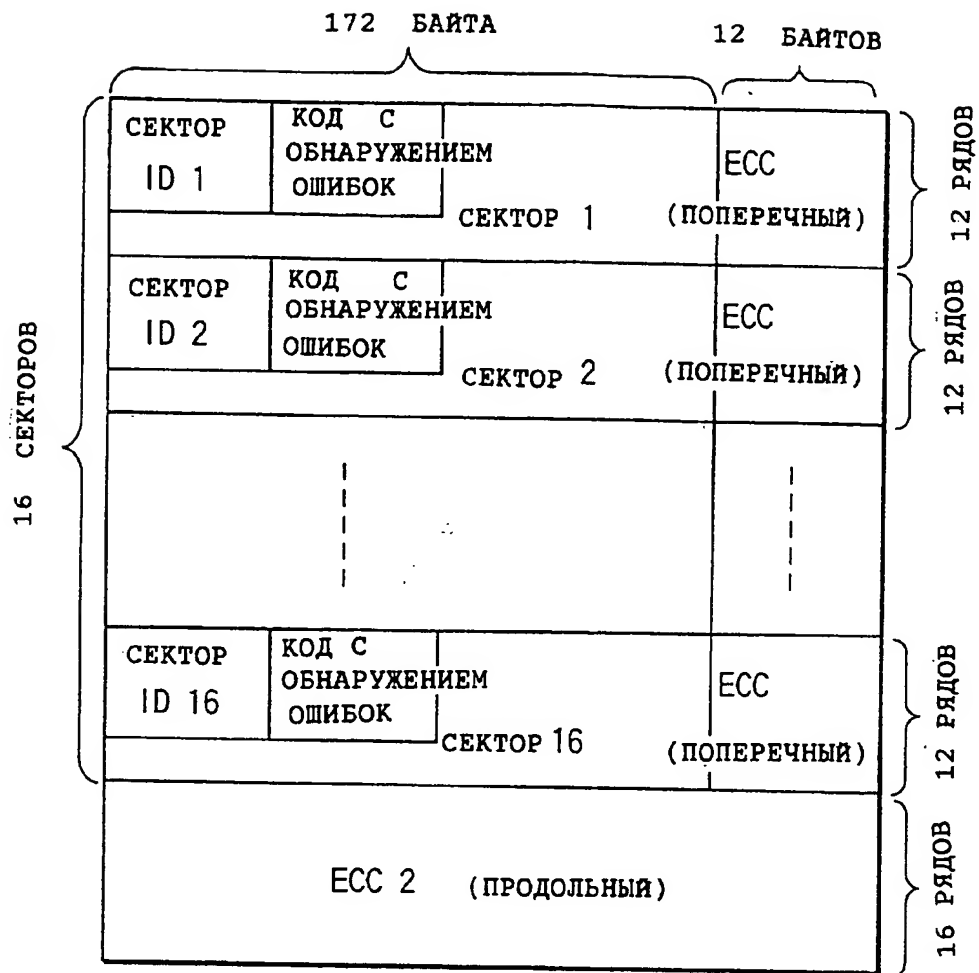 172 БАЙТА
12 БАЙТОВ
СЕКТОР
ID 1
КОД С
ОБНАРУЖЕНИЕМ
ОШИБОК
СЕКТОР 1
ECC
(ПОПЕРЕЧНЫЙ)
12 РЯДОВ
СЕКТОР
ID 2
КОД С
ОБНАРУЖЕНИЕМ
ОШИБОК
СЕКТОР 2
ECC
(ПОПЕРЕЧНЫЙ)
12 РЯДОВ
16 СЕКТОРОВ
СЕКТОР
ID 16
КОД С
ОБНАРУЖЕНИЕМ
ОШИБОК
СЕКТОР 16
ECC
(ПОПЕРЕЧНЫЙ)
12 РЯДОВ
ECC 2 (ПРОДОЛЬНЫЙ)
16 РЯДОВ